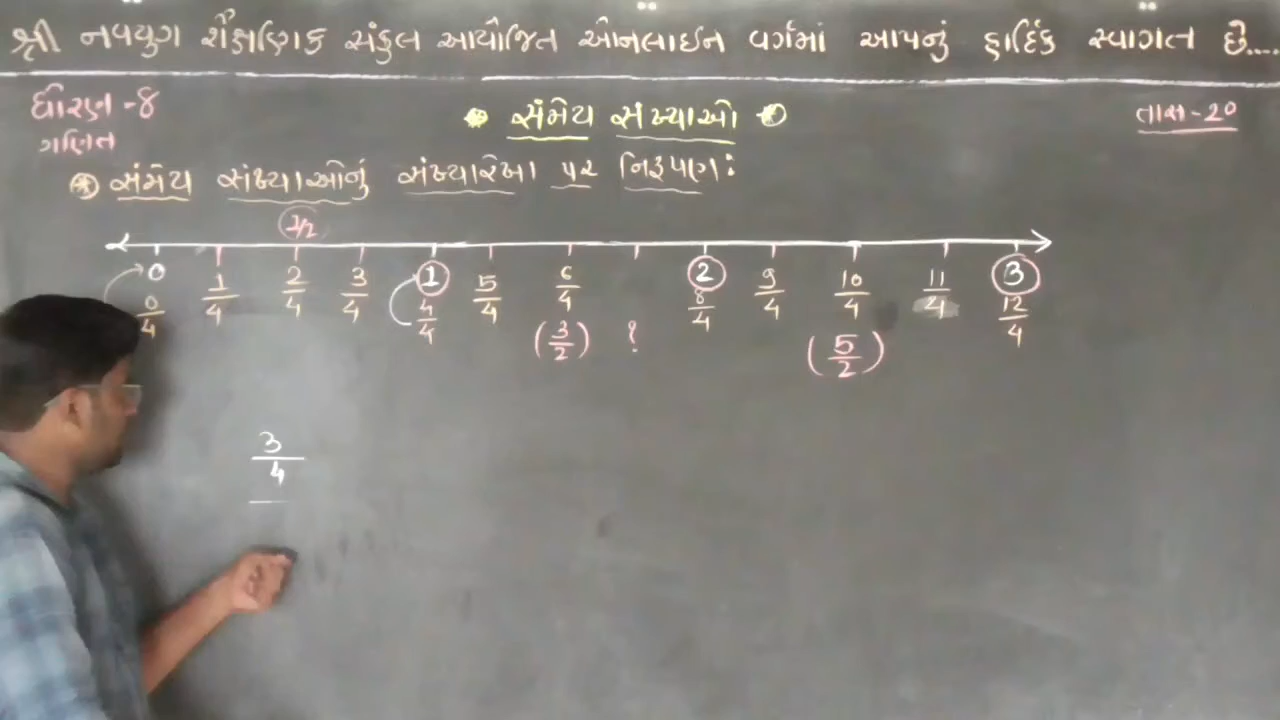 શ્રી નવયુગ શૈક્ષણિક સંકુલ આયોજિત ઓનલાઇન વર્ગમાં આપનું હાર્દિક સ્વાગત છે....
ધોરણ -8
સંમેય સંખ્યાઓ
તાસ-20
ગણિત
સંમેય સંખ્યાઓનું સંખ્યારેખા પર નિરૂપણ:
1/2
0 1/4 2/4 3/4 1 5/4 6/4 2 9/4 10/4 11/4 3
0/4 4/4 8/4 12/4
(3/2) ? (5/2)
3/4